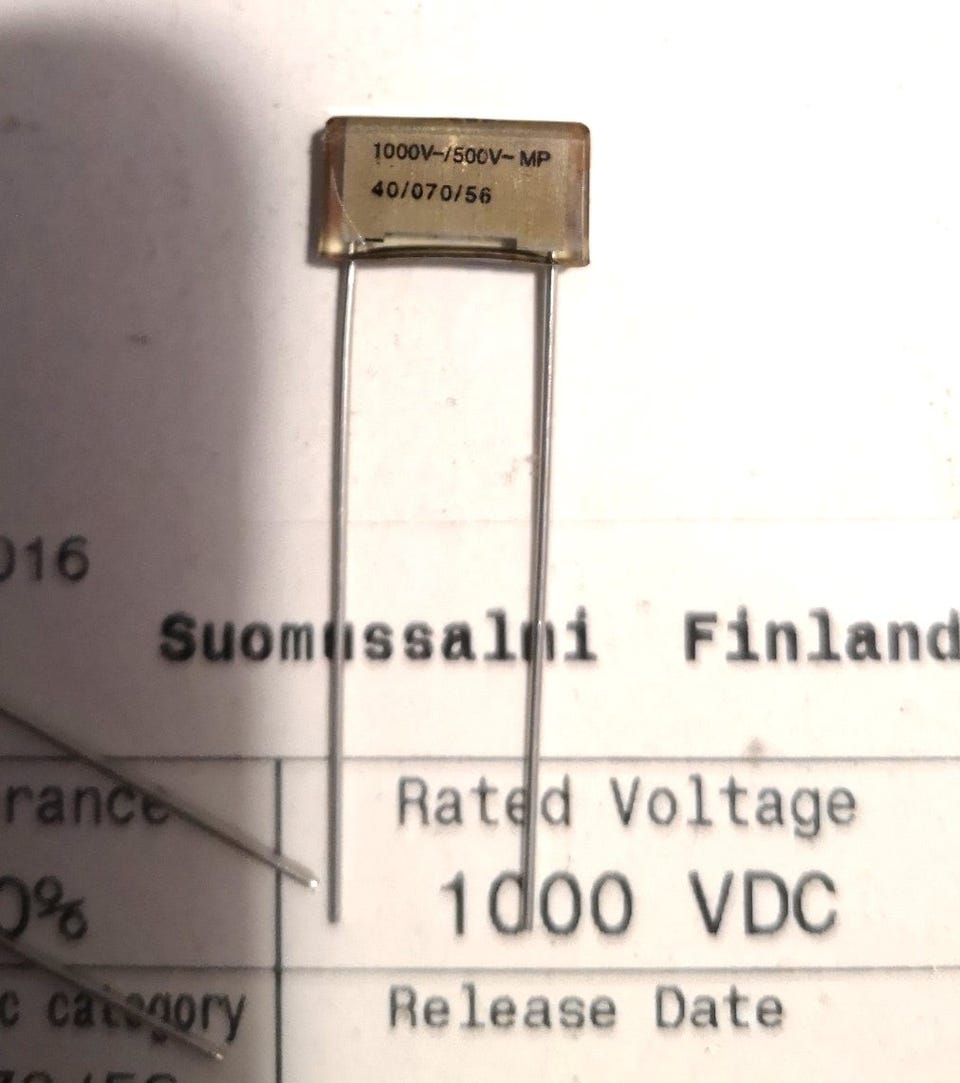 1000V-/500V~ MP
40/070/56
016
Suomussalmi Finland
rance Rated Voltage
0% 1000 VDC
c category Release Date